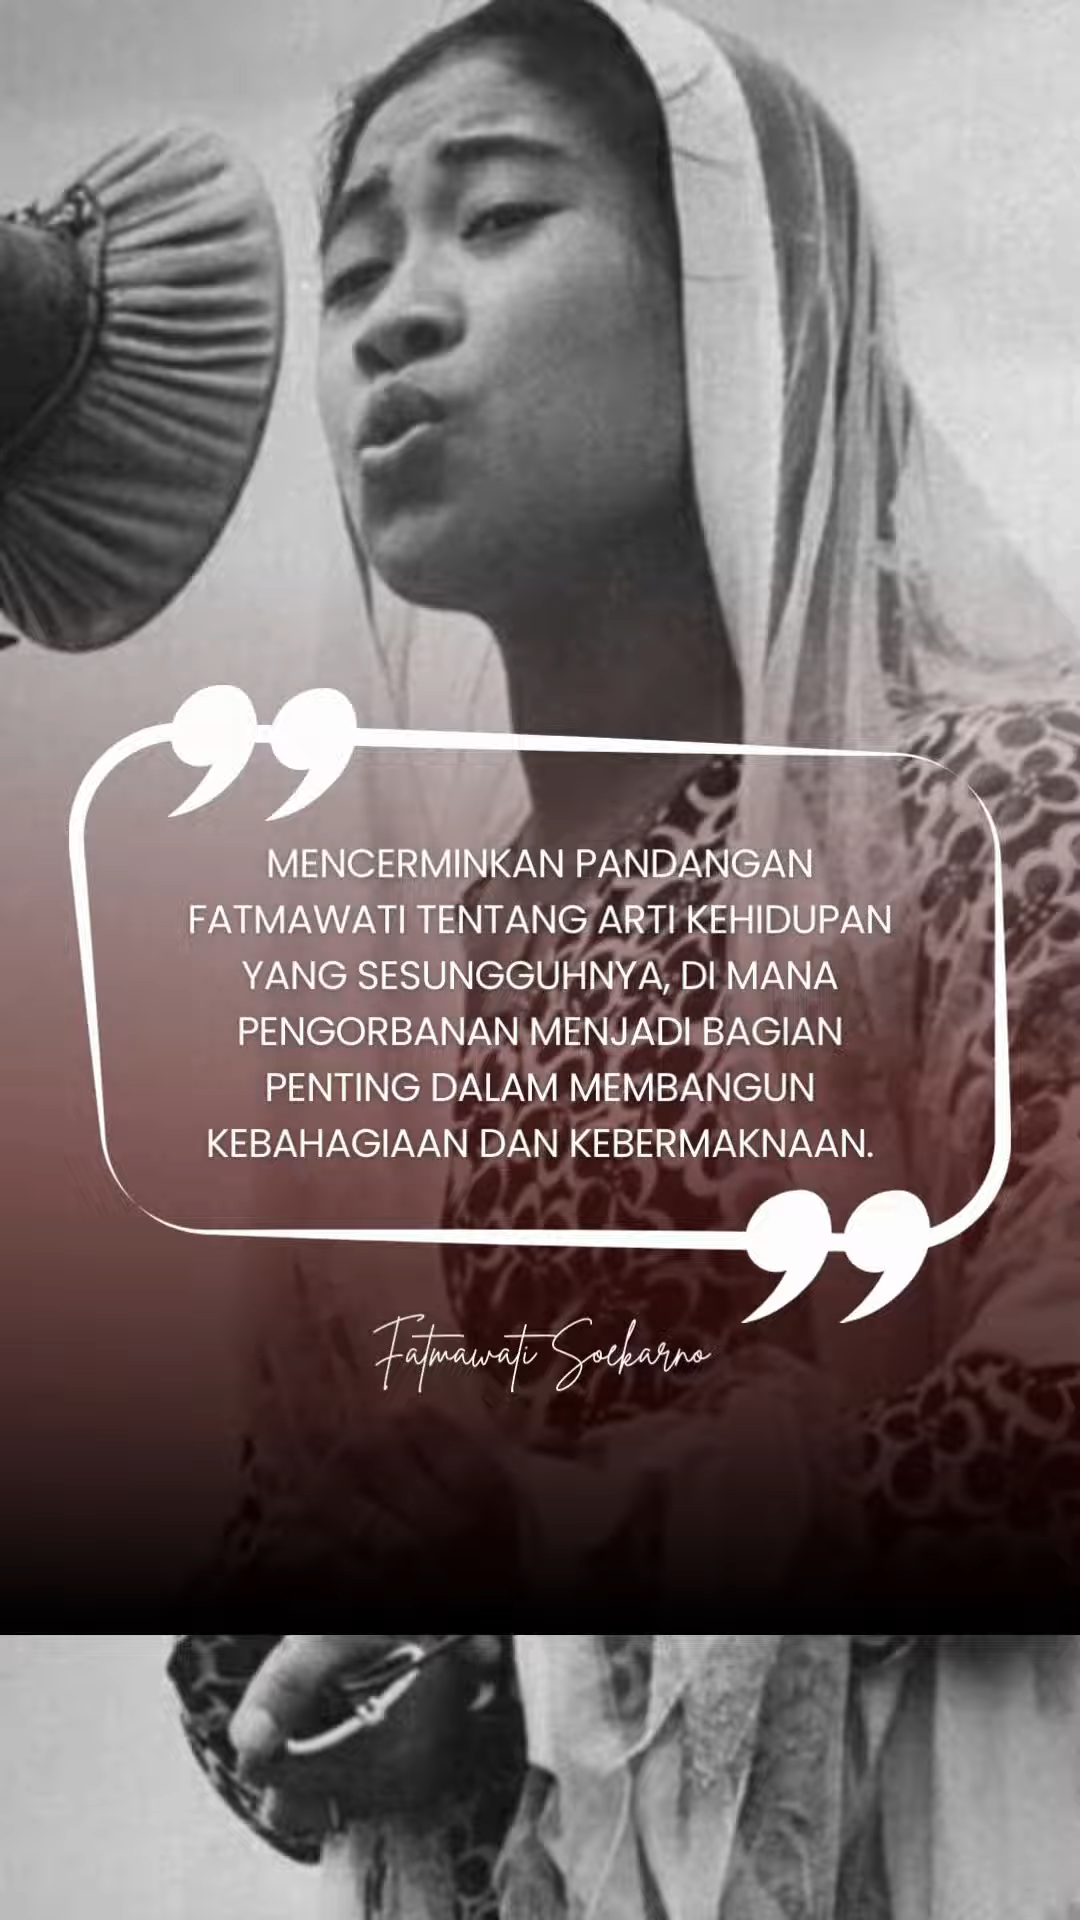 MENCERMINKAN PANDANGAN
FATMAWATI TENTANG ARTI KEHIDUPAN
YANG SESUNGGUHNYA, DI MANA
PENGORBANAN MENJADI BAGIAN
PENTING DALAM MEMBANGUN
KEBAHAGIAAN DAN KEBERMAKNAAN.
Fatmawati Soekarno